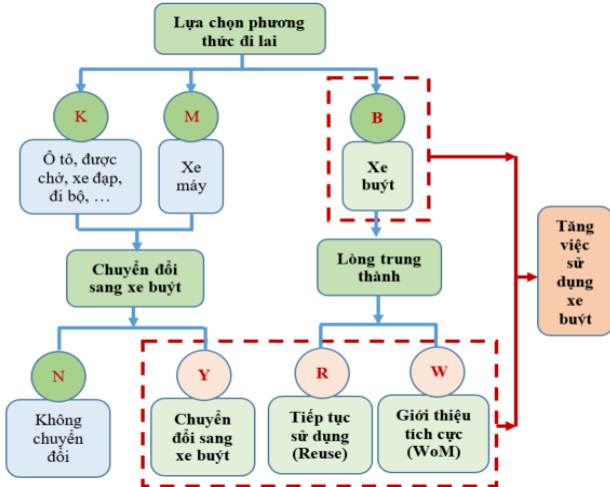 Lựa chọn phương
thức đi lai
K
M
B
Ô tô, được
chở, xe đạp,
đi bộ, …
Xe
máy
Xe
buýt
Tăng
việc
sử
dụng
xe
buýt
Chuyển đổi
sang xe buýt
Lòng trung
thành
N
Y
R
W
Không
chuyển
đổi
Chuyển
đổi sang
xe buýt
Tiếp tục
sử dụng
(Reuse)
Giới thiệu
tích cực
(WoM)